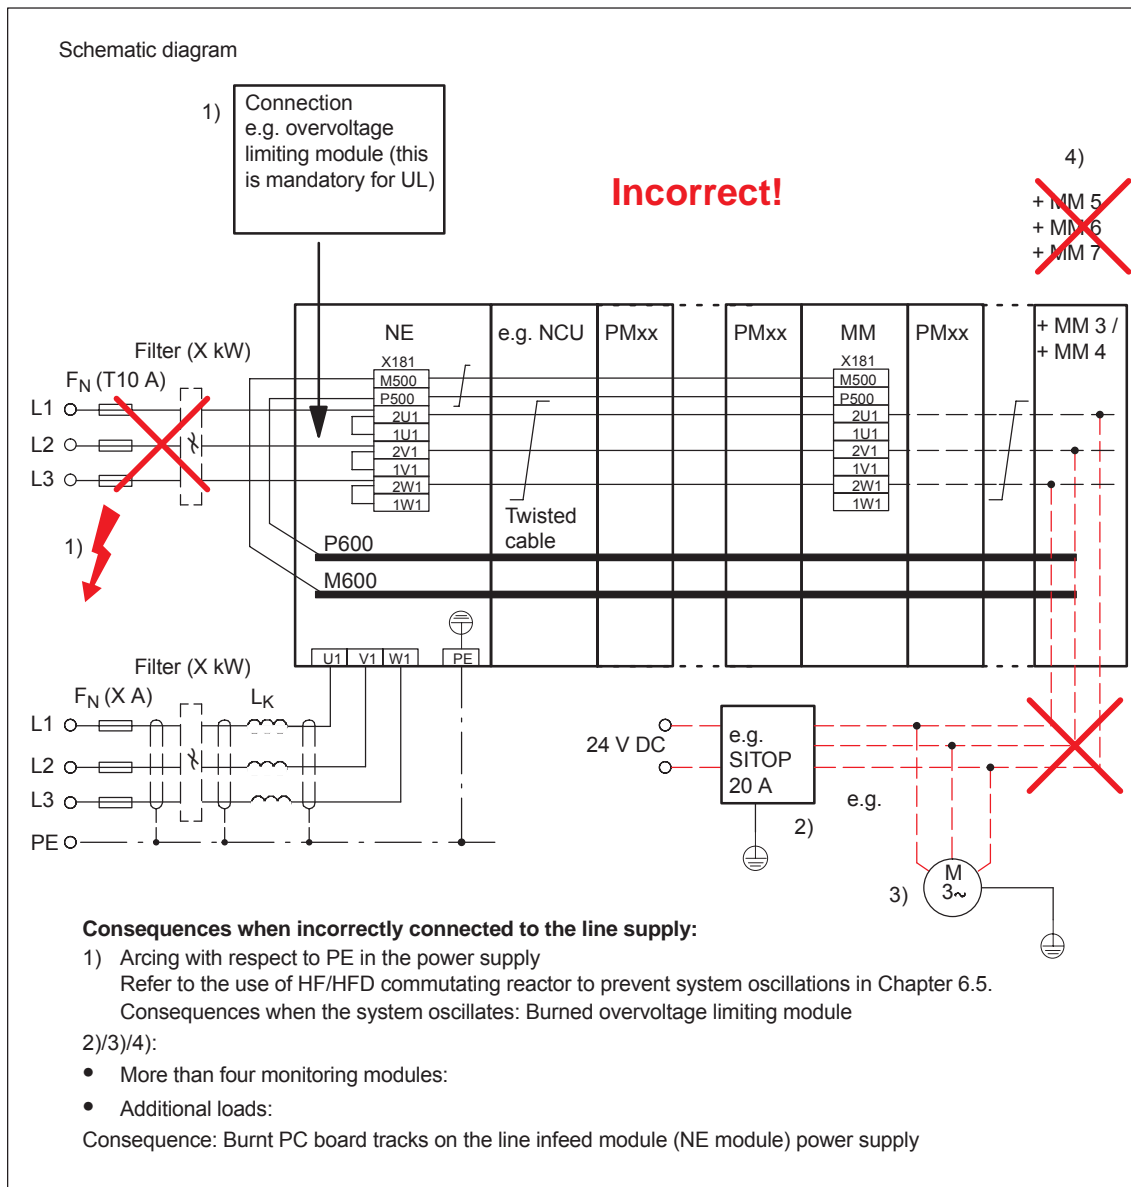 Schematic diagram
1)
Connection
e.g. overvoltage
limiting module (this
is mandatory for UL)
Incorrect!
4)
+ MM 5
+ MM 6
+ MM 7
NE
e.g. NCU
PMxx
PMxx
MM
PMxx
+ MM 3 /
+ MM 4
Filter (X kW)
FN (T10 A)
L1
L2
L3
1)
X181
M500
P500
2U1
1U1
2V1
1V1
2W1
1W1
X181
M500
P500
2U1
1U1
2V1
1V1
2W1
1W1
Twisted
cable
P600
M600
U1
V1
W1
PE
Filter (X kW)
FN (X A)
LK
L1
L2
L3
PE
24 V DC
e.g.
SITOP
20 A
2)
e.g.
3)
M
3~
Consequences when incorrectly connected to the line supply:
1) Arcing with respect to PE in the power supply
Refer to the use of HF/HFD commutating reactor to prevent system oscillations in Chapter 6.5.
Consequences when the system oscillates: Burned overvoltage limiting module
2)/3)/4):
• More than four monitoring modules:
• Additional loads:
Consequence: Burnt PC board tracks on the line infeed module (NE module) power supply